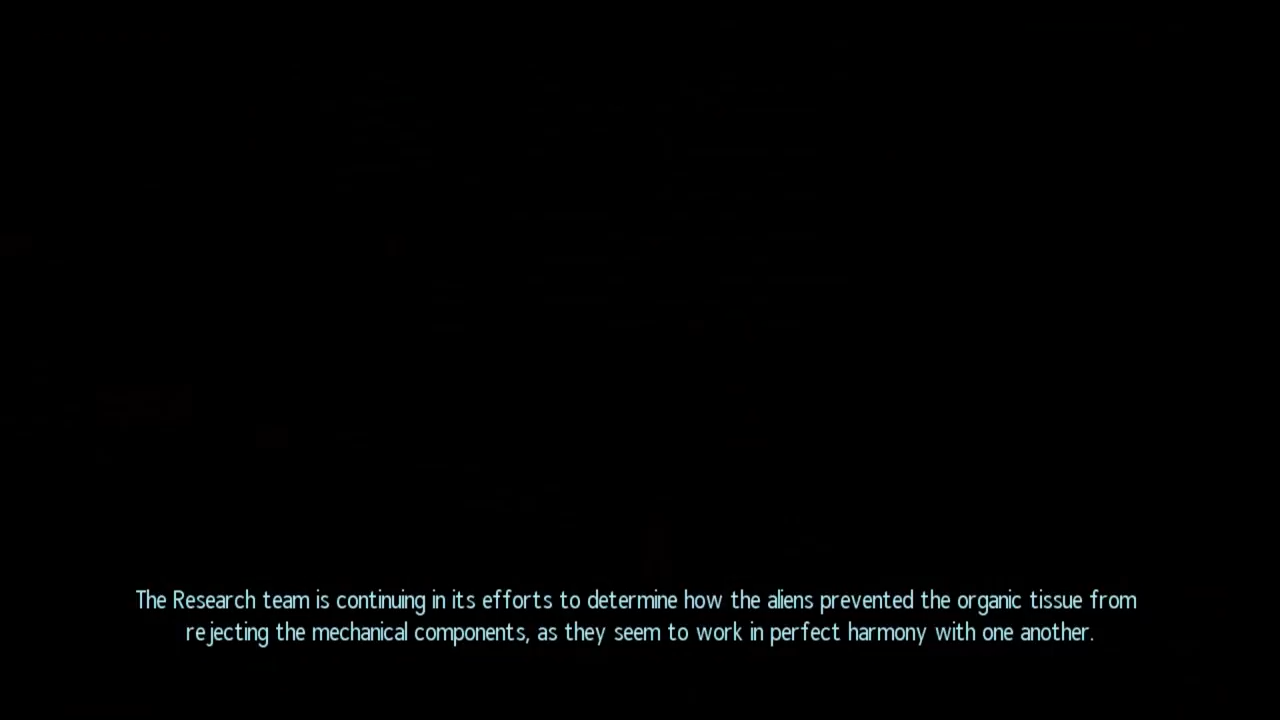 The Research team is continuing in its efforts to determine how the aliens prevented the organic tissue from
rejecting the mechanical components, as they seem to work in perfect harmony with one another.